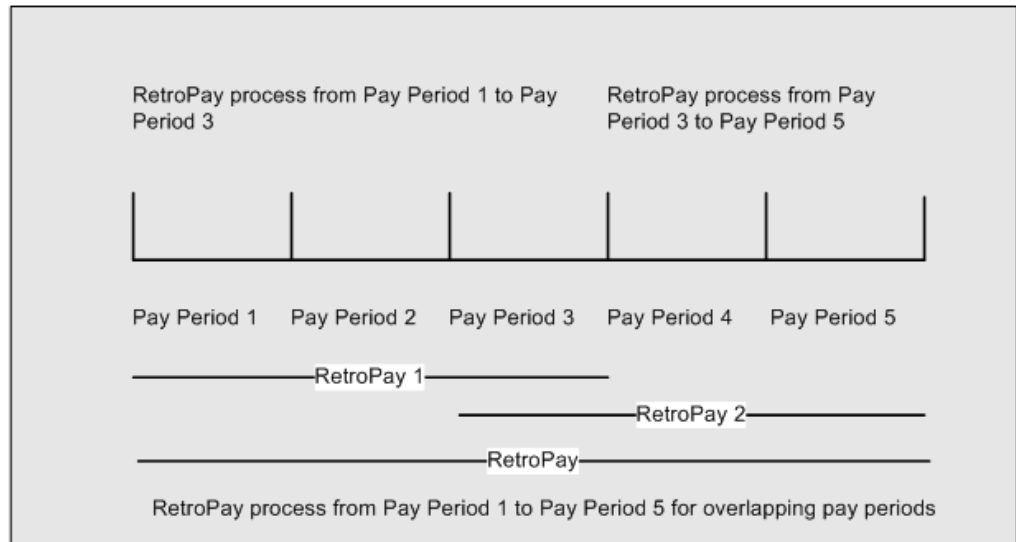 RetroPay process from Pay Period 1 to Pay
Period 3
RetroPay process from Pay
Period 3 to Pay Period 5
Pay Period 1
Pay Period 2
Pay Period 3
Pay Period 4
Pay Period 5
RetroPay 1
RetroPay 2
RetroPay
RetroPay process from Pay Period 1 to Pay Period 5 for overlapping pay periods